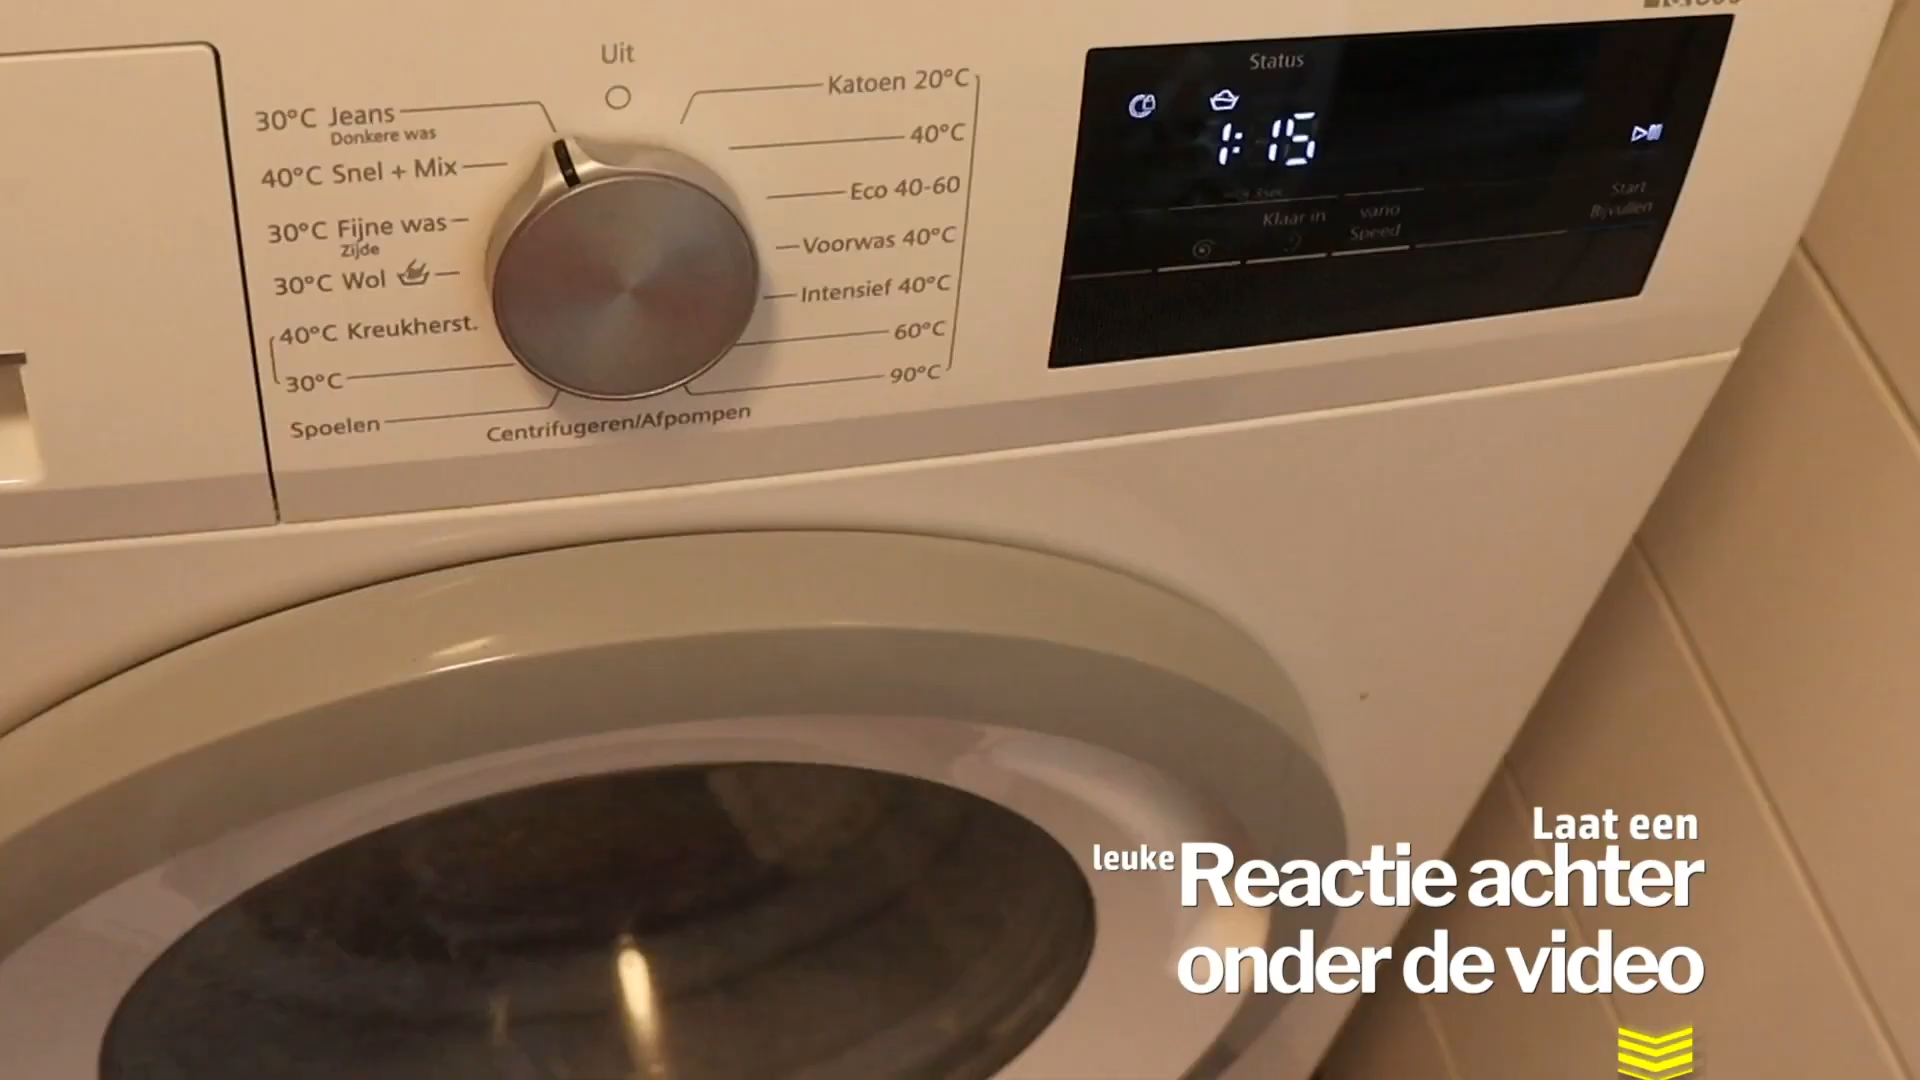 Uit
30°C Jeans
Donkere was
40°C Snel + Mix
30°C Fijne was
Zijde
30°C Wol
40°C Kreukherst.
30°C
Spoelen
Centrifugeren/Afpompen
Katoen 20°C
40°C
Eco 40-60
Voorwas 40°C
Intensief 40°C
60°C
90°C
Status
1:15
Klaar in
Speed
Start
Bijvullen
Laat een
leuke Reactie achter
onder de video